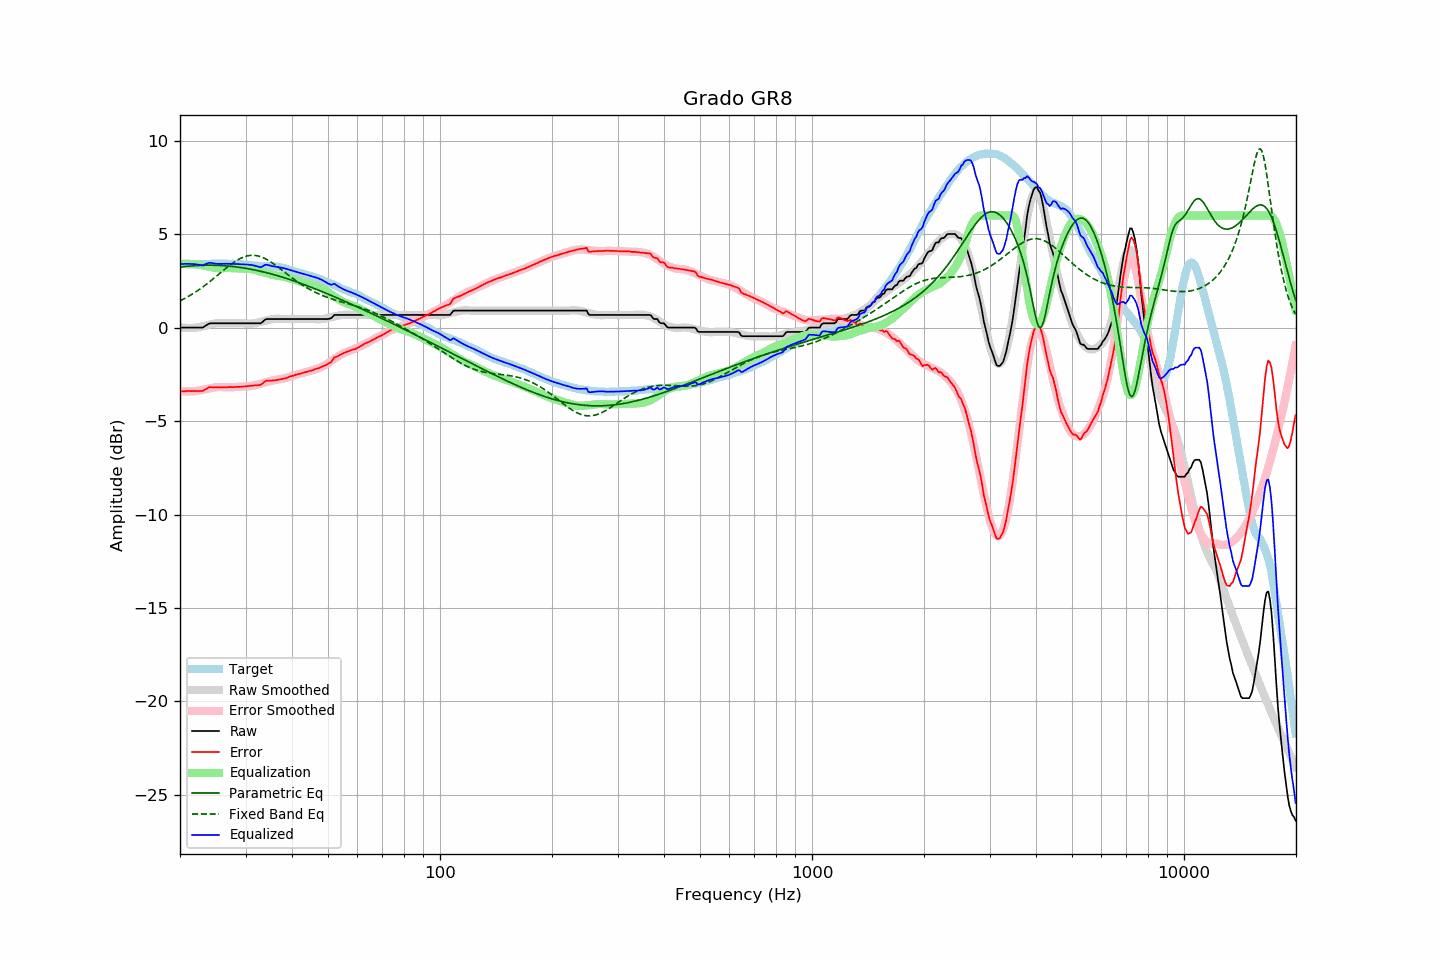 Grado GR8
Amplitude (dBr)
10
5
0
−5
−10
−15
−20
−25
Target
Raw Smoothed
Error Smoothed
Raw
Error
Equalization
Parametric Eq
Fixed Band Eq
Equalized
100
1000
10000
Frequency (Hz)